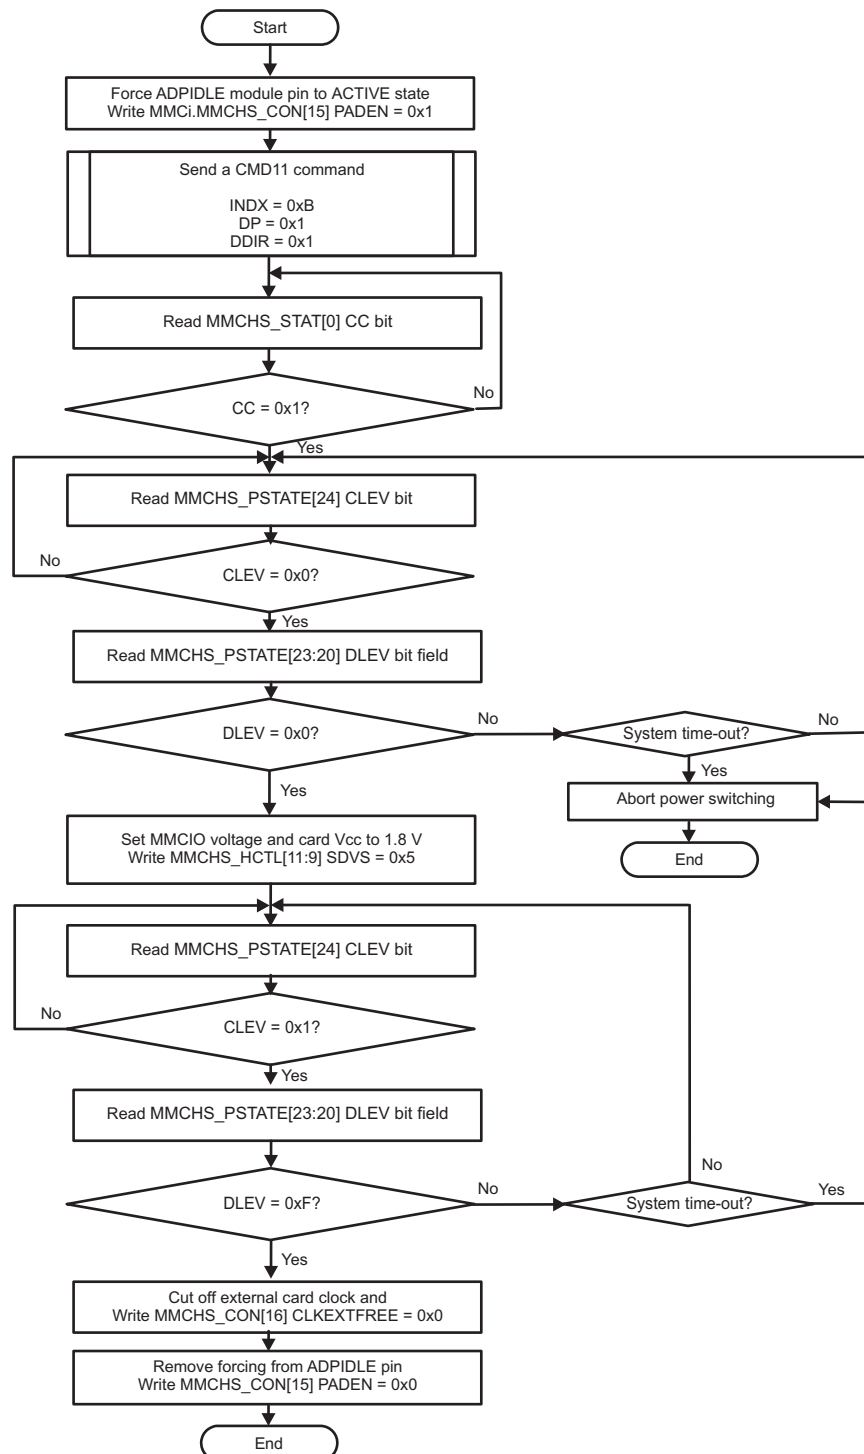 Start
Force ADPIDLE module pin to ACTIVE state
Write MMCi.MMCHS_CON[15] PADEN = 0x1
Send a CMD11 command
INDX = 0xB
DP = 0x1
DDIR = 0x1
Read MMCHS_STAT[0] CC bit
No
CC = 0x1?
Yes
Read MMCHS_PSTATE[24] CLEV bit
No
CLEV = 0x0?
Yes
Read MMCHS_PSTATE[23:20] DLEV bit field
DLEV = 0x0?
No
System time-out?
No
Yes
Yes
Abort power switching
End
Set MMCIO voltage and card Vcc to 1.8 V
Write MMCHS_HCTL[11:9] SDVS = 0x5
Read MMCHS_PSTATE[24] CLEV bit
No
CLEV = 0x1?
Yes
Read MMCHS_PSTATE[23:20] DLEV bit field
No
DLEV = 0xF?
No
System time-out?
Yes
Yes
Cut off external card clock and
Write MMCHS_CON[16] CLKEXTFREE = 0x0
Remove forcing from ADPIDLE pin
Write MMCHS_CON[15] PADEN = 0x0
End